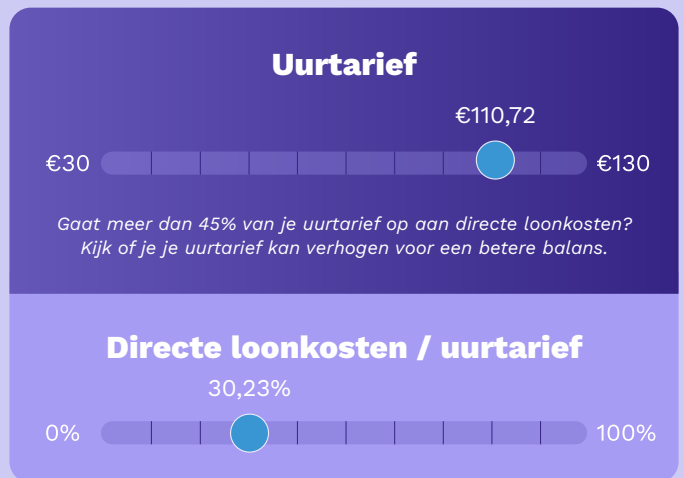 Uurtarief
€110,72
€30
€130
Gaat meer dan 45% van je uurtarief op aan directe loonkosten?
Kijk of je je uurtarief kan verhogen voor een betere balans.
Directe loonkosten / uurtarief
30,23%
0%
100%